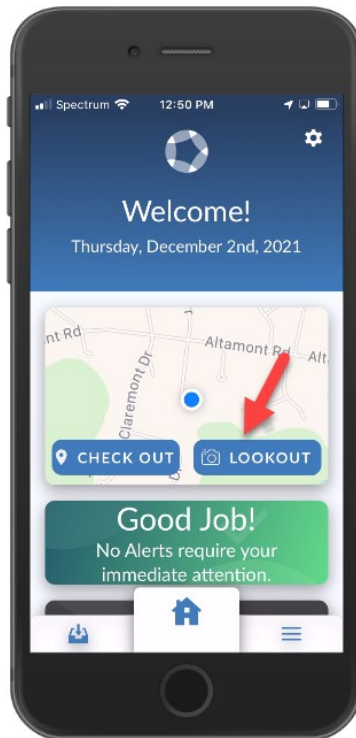 Spectrum 12:50 PM
Welcome!
Thursday, December 2nd, 2021
nt Rd
Altamont Rd
Alt
Claremont Dr
CHECK OUT
LOOKOUT
Good Job!
No Alerts require your
immediate attention.